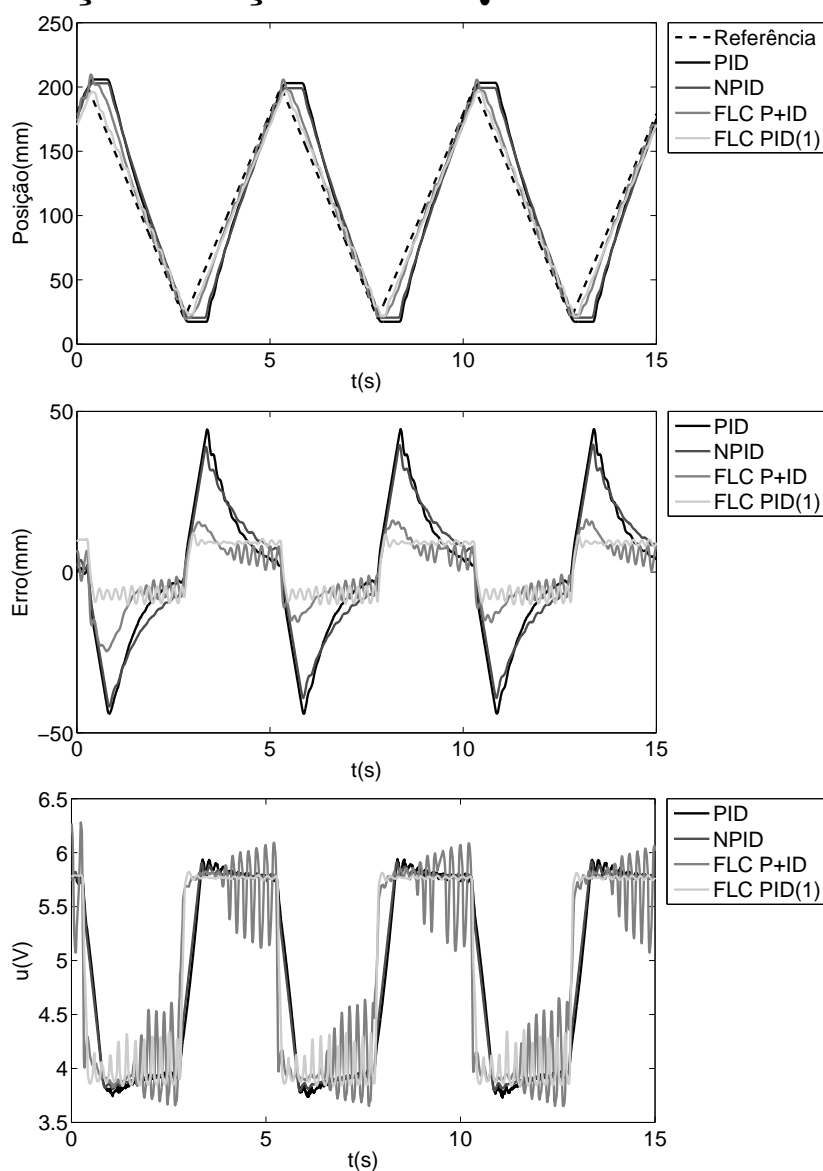 250
200
150
100
50
0
Posição(mm)
0
5
10
15
t(s)
Referência
PID
NPID
FLC P+ID
FLC PID(1)
50
0
−50
Erro(mm)
0
5
10
15
t(s)
PID
NPID
FLC P+ID
FLC PID(1)
6.5
6
5.5
5
4.5
4
3.5
u(V)
0
5
10
15
t(s)
PID
NPID
FLC P+ID
FLC PID(1)